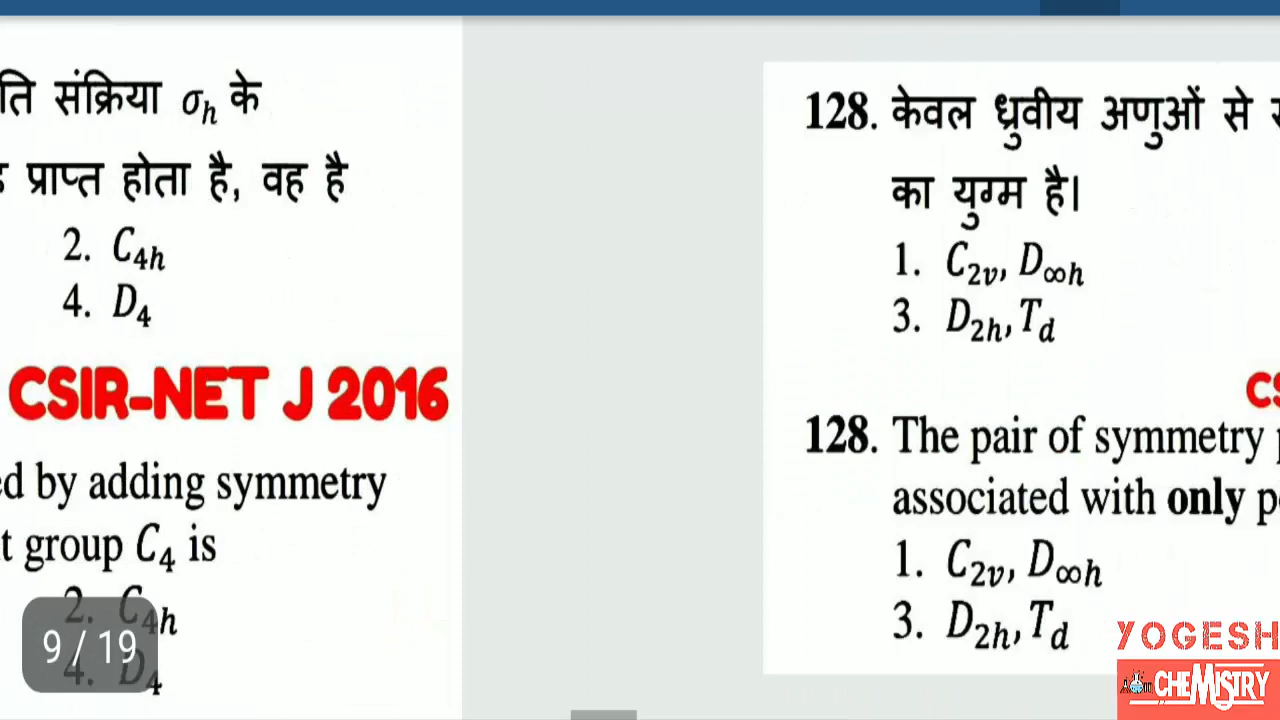 ति संक्रिया σh के
प्राप्त होता है, वह है
2. C4h
4. D4
CSIR-NET J 2016
ed by adding symmetry
t group C4 is
2. C4h
4. D4
9 / 19
128. केवल ध्रुवीय अणुओं से
का युग्म है।
1. C2v, D∞h
3. D2h, Td
CS
128. The pair of symmetry
associated with only p
1. C2v, D∞h
3. D2h, Td
YOGESH
CHEMISTRY